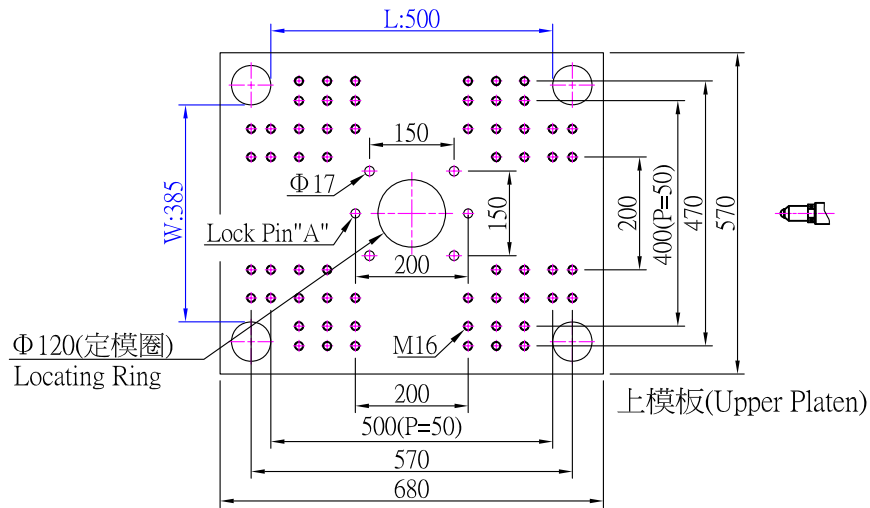 L:500
150
Φ17
W:385
150
200
400(P=50)
470
570
Lock Pin"A"
200
Φ120(定模圈)
Locating Ring
M16
200
上模板(Upper Platen)
500(P=50)
570
680